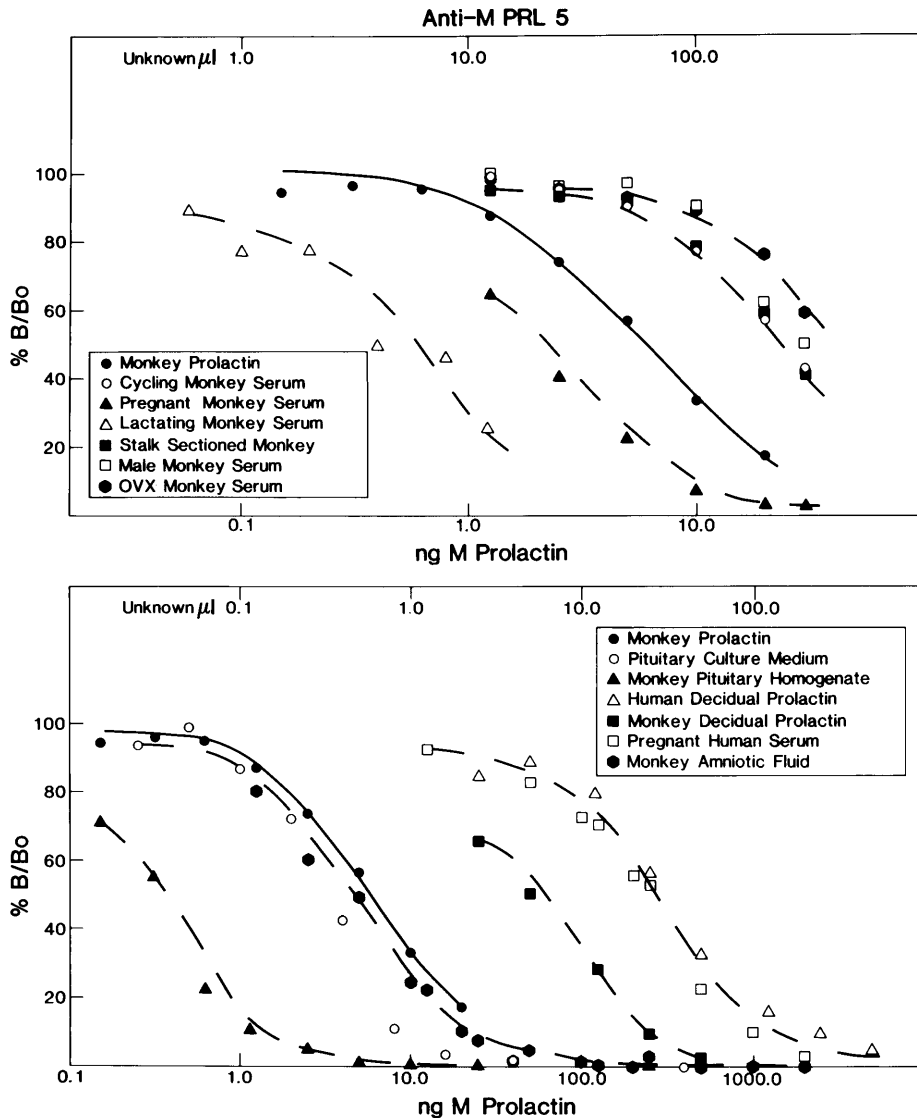 Anti-M PRL 5
Unknown μl 1.0 10.0 100.0
100
80
60
40
20
% B/Bo
Monkey Prolactin
Cycling Monkey Serum
Pregnant Monkey Serum
Lactating Monkey Serum
Stalk Sectioned Monkey
Male Monkey Serum
OVX Monkey Serum
0.1 1.0 10.0
ng M Prolactin
Unknown μl 0.1 1.0 10.0 100.0
Monkey Prolactin
Pituitary Culture Medium
Monkey Pituitary Homogenate
Human Decidual Prolactin
Monkey Decidual Prolactin
Pregnant Human Serum
Monkey Amniotic Fluid
100
80
60
40
20
% B/Bo
0.1 1.0 10.0 100.0 1000.0
ng M Prolactin